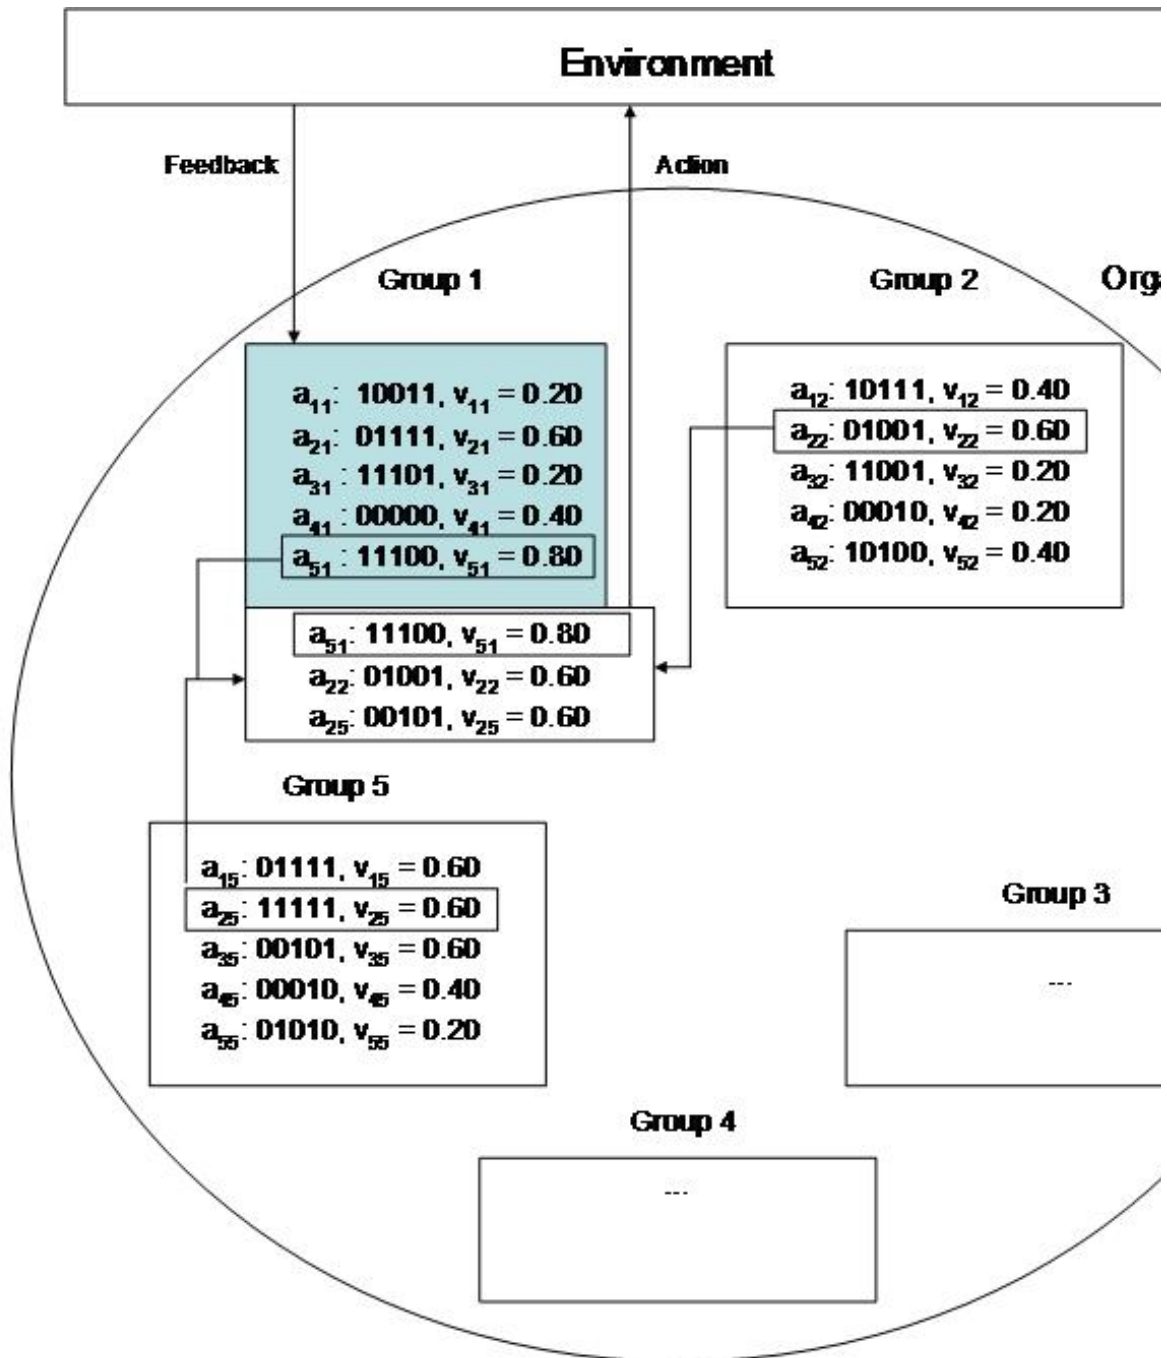 Environment
Feedback
Action
Group 1
Group 2
Orga
a11: 10011, v11 = 0.20
a21: 01111, v21 = 0.60
a31 : 11101, v31 = 0.20
a41 : 00000, v41 = 0.40
a51 : 11100, v51 = 0.80
a12: 10111, v12 = 0.40
a22: 01001, v22 = 0.60
a32: 11001, v32 = 0.20
a42: 00010, v42 = 0.20
a52: 10100, v52 = 0.40
a51: 11100, v51 = 0.80
a22: 01001, v22 = 0.60
a25: 00101, v25 = 0.60
Group 5
a15: 01111, v15 = 0.60
a25: 11111, v25 = 0.60
a35: 00101, v35 = 0.60
a45: 00010, v45 = 0.40
a55: 01010, v55 = 0.20
Group 3
---
Group 4
---